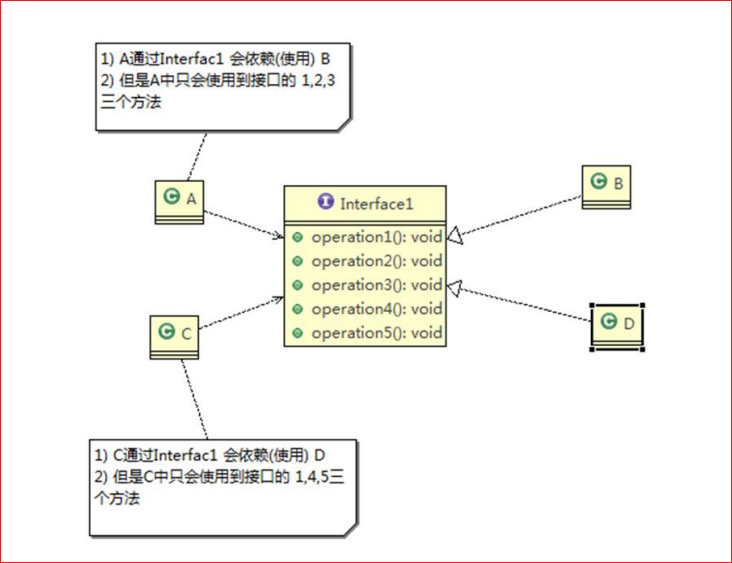 1) A通过Interfac1 会依赖(使用) B
2) 但是A中只会使用到接口的 1,2,3
三个方法
C A
I Interface1
C B
operation1(): void
operation2(): void
operation3(): void
operation4(): void
operation5(): void
C C
C D
1) C通过Interfac1 会依赖(使用) D
2) 但是C中只会使用到接口的 1,4,5三
个方法